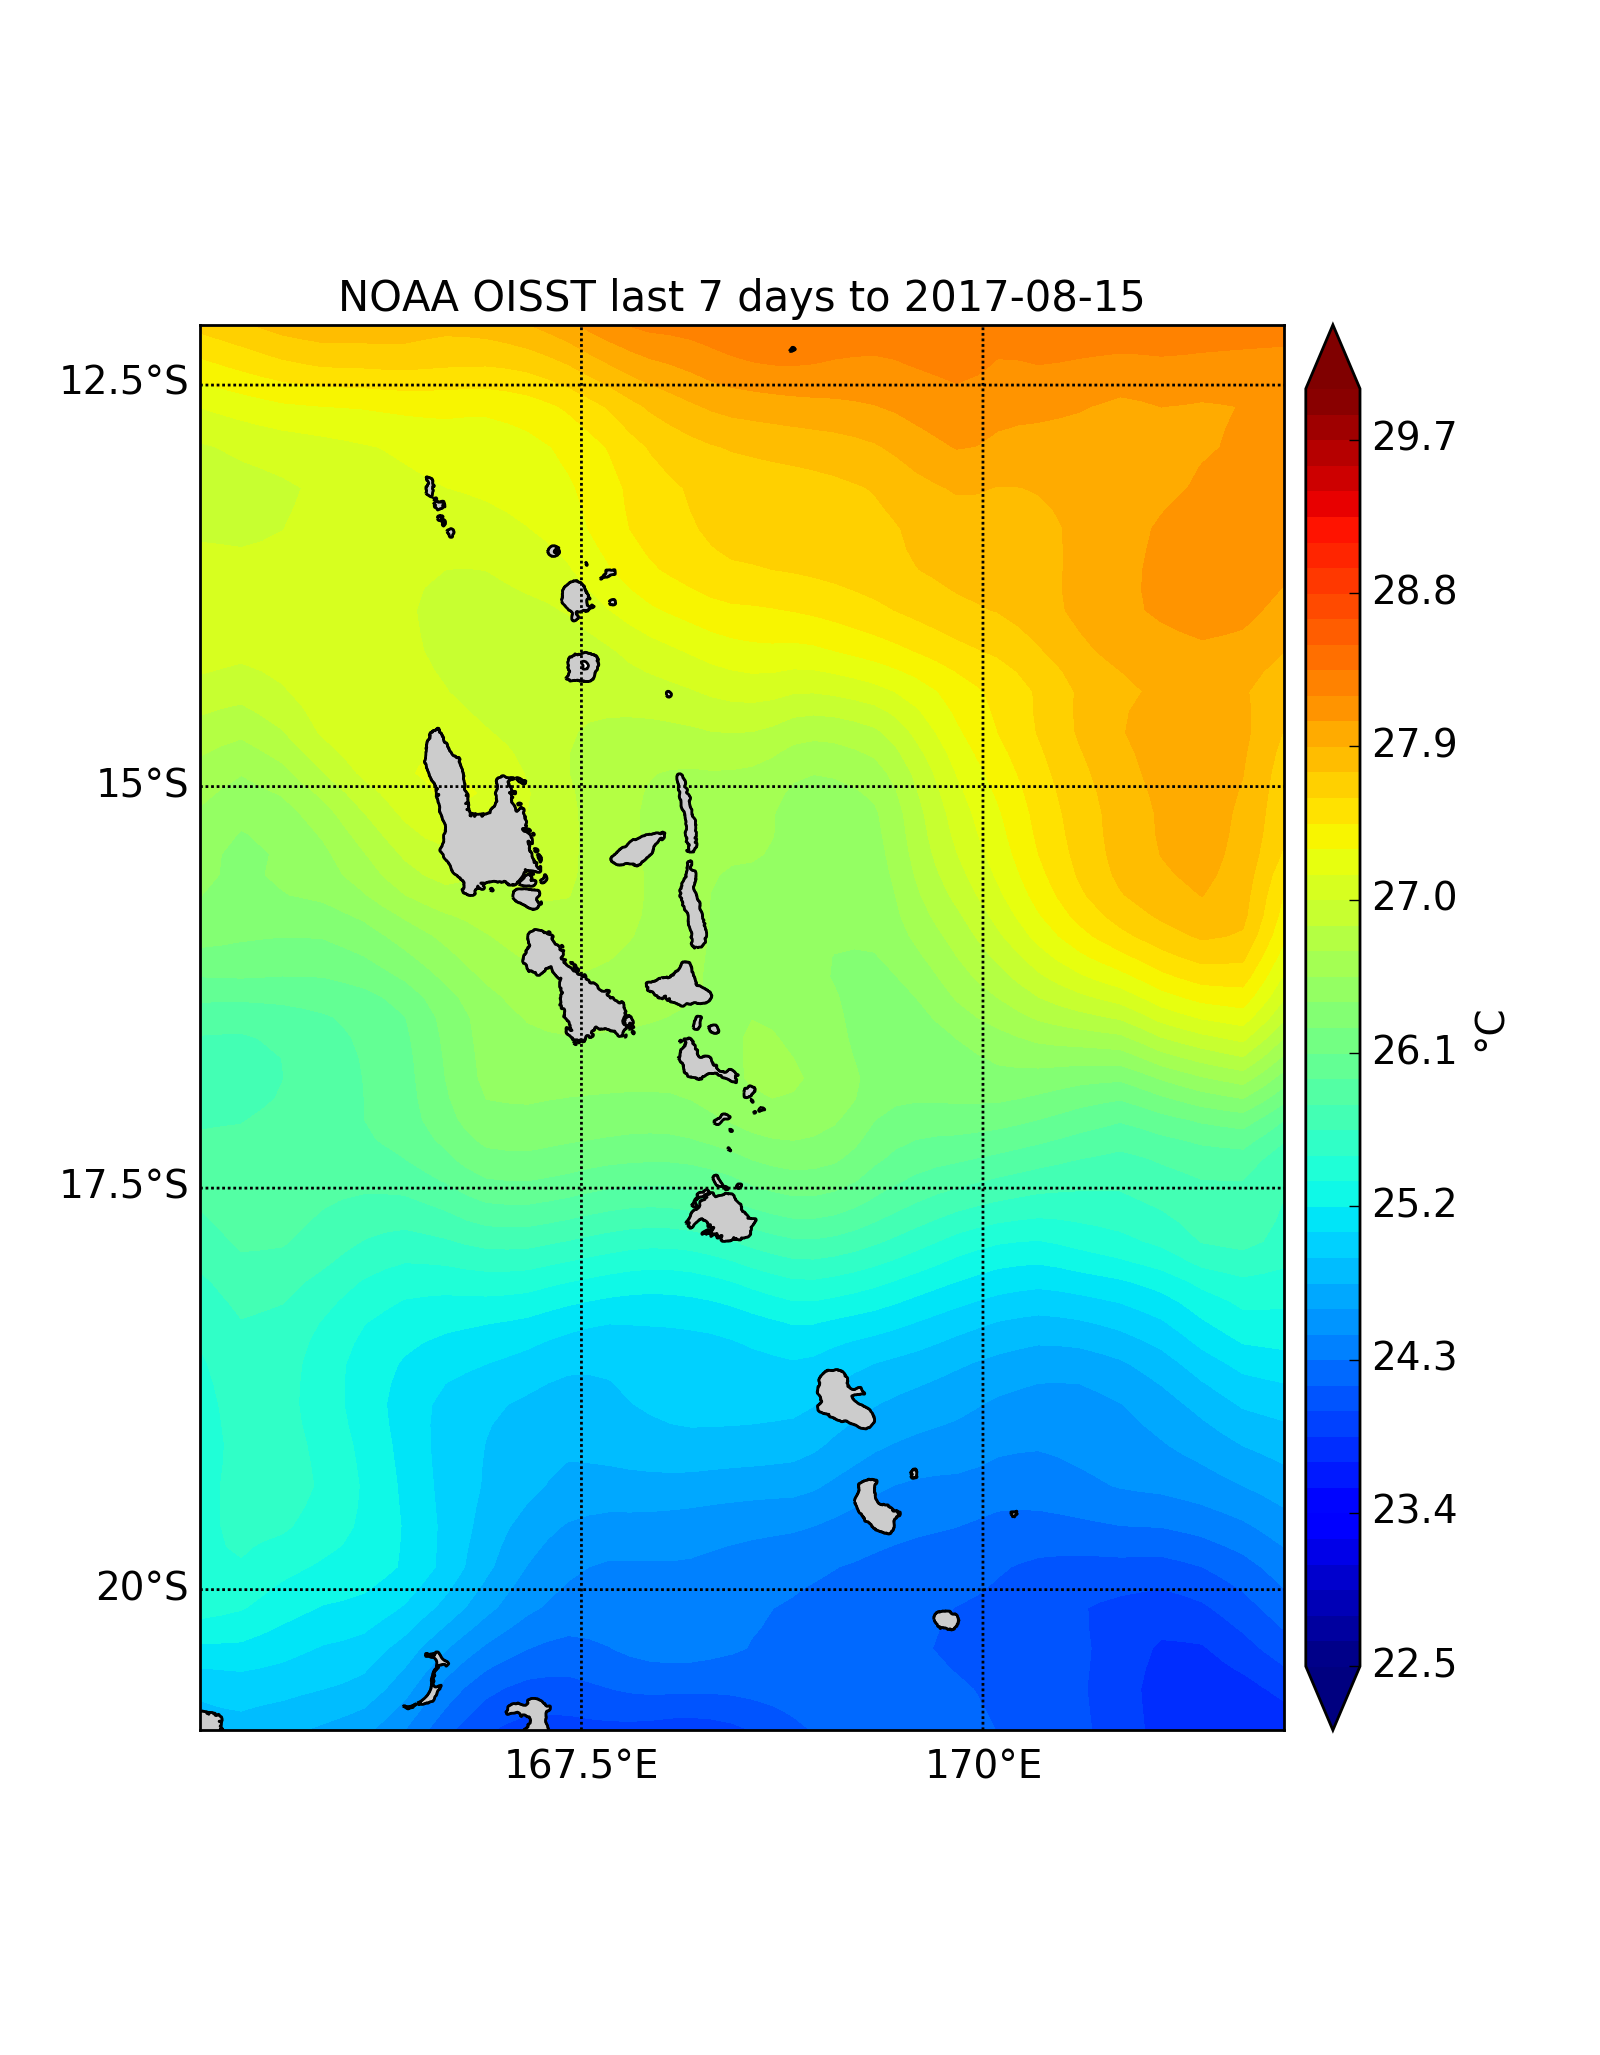 NOAA OISST last 7 days to 2017-08-15
12.5°S
15°S
17.5°S
20°S
167.5°E
170°E
29.7
28.8
27.9
27.0
26.1
25.2
24.3
23.4
22.5
°C